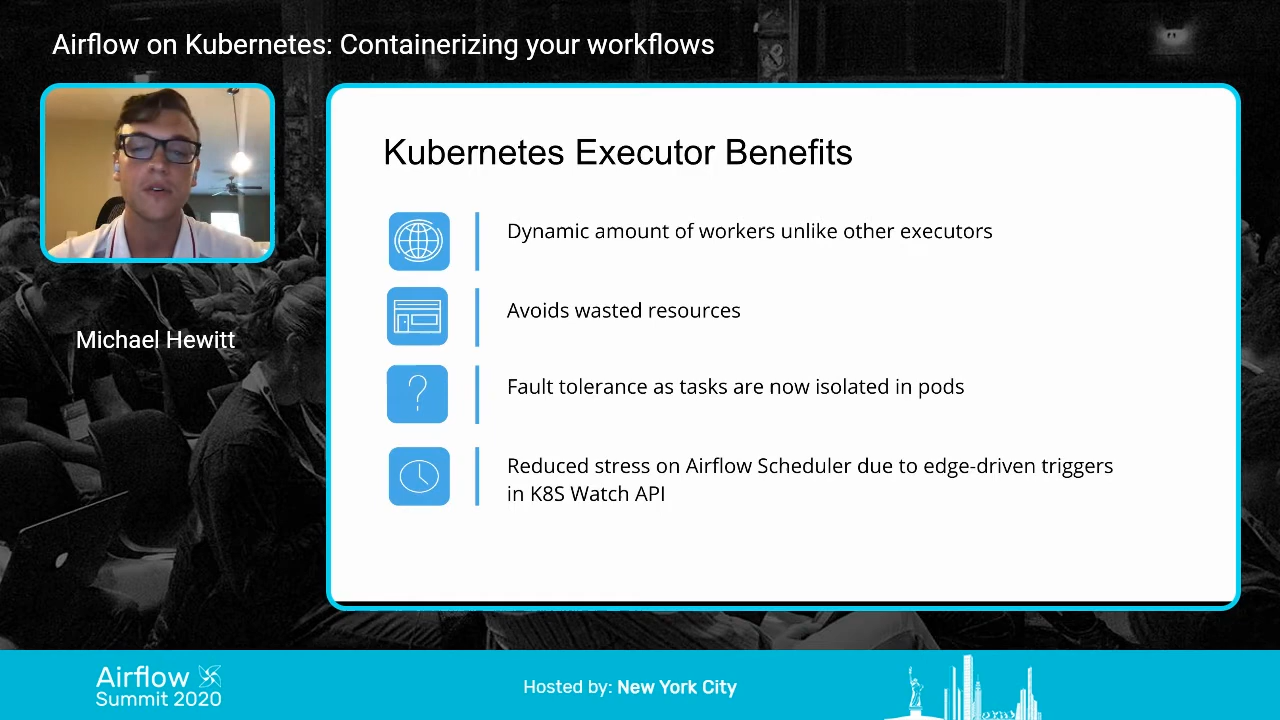 Airflow on Kubernetes: Containerizing your workflows
Michael Hewitt
Kubernetes Executor Benefits
Dynamic amount of workers unlike other executors
Avoids wasted resources
Fault tolerance as tasks are now isolated in pods
Reduced stress on Airflow Scheduler due to edge-driven triggers
in K8S Watch API
Airflow
Summit 2020
Hosted by: New York City